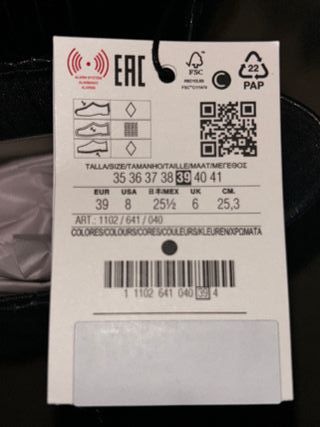 ALARM SYSTEM
EAC
FSC
22
PAP
TALLA/SIZE/TAMANHO/TAILLE/MAAT/ΜΕΓΕΘΟΣ
35 36 37 38 39 40 41
EUR USA 日本/MEX UK CM.
39 8 25½ 6 25,3
ART.: 1102 / 641 / 040
COLORES/COLOURS/CORES/COULEURS/KLEUREN/ΧΡΩΜΑΤΑ
1 1102 641 040 39 4